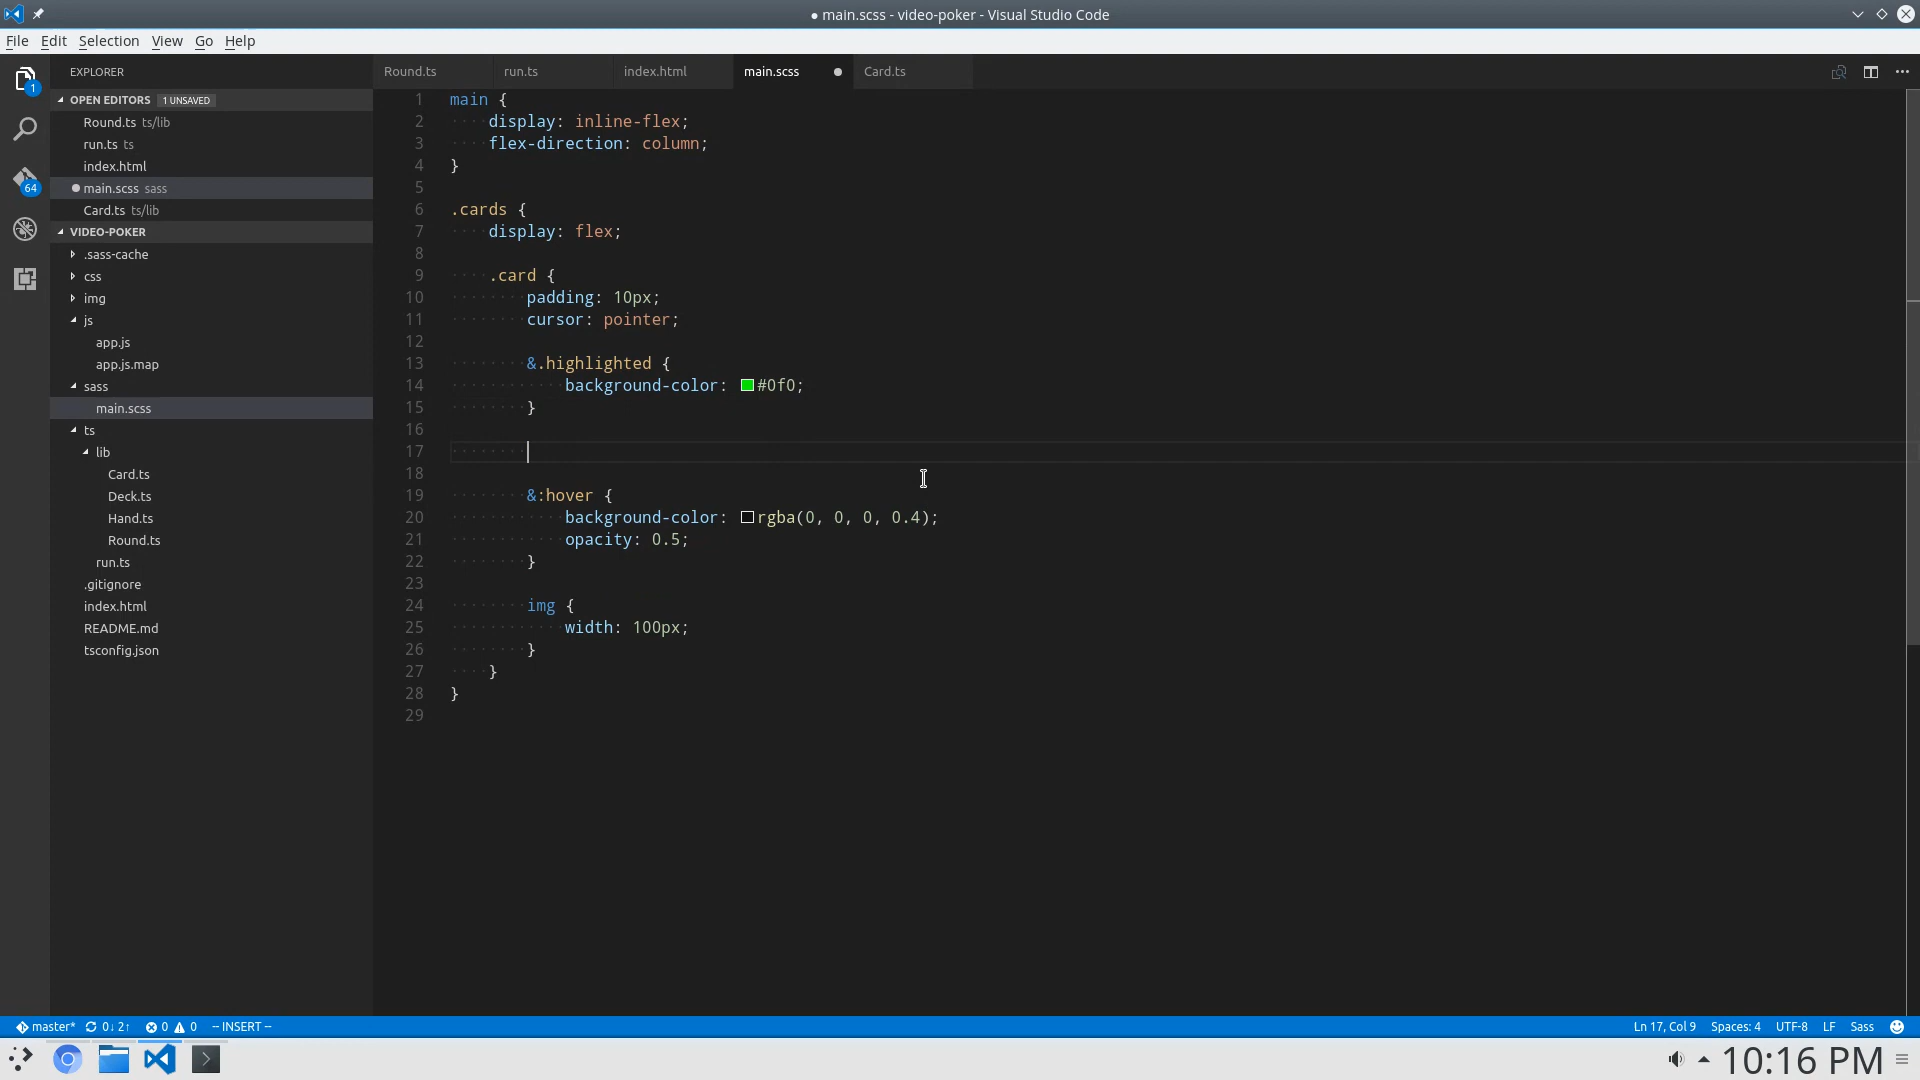 ● main.scss - video-poker - Visual Studio Code
File Edit Selection View Go Help
EXPLORER
OPEN EDITORS 1 UNSAVED
Round.ts ts/lib
run.ts ts
index.html
main.scss sass
Card.ts ts/lib
VIDEO-POKER
.sass-cache
css
img
js
app.js
app.js.map
sass
main.scss
ts
lib
Card.ts
Deck.ts
Hand.ts
Round.ts
run.ts
.gitignore
index.html
README.md
tsconfig.json
1
64
Round.ts run.ts index.html main.scss ● Card.ts
1 main {
2 ····display: inline-flex;
3 ····flex-direction: column;
4 }
5
6 .cards {
7 ····display: flex;
8
9 ····.card {
10 ········padding: 10px;
11 ········cursor: pointer;
12
13 ········&.highlighted {
14 ············background-color: #0f0;
15 ········}
16
17 ········
18
19 ········&:hover {
20 ············background-color: rgba(0, 0, 0, 0.4);
21 ············opacity: 0.5;
22 ········}
23
24 ········img {
25 ············width: 100px;
26 ········}
27 ····}
28 }
29
master* 0↓ 2↑ 0 0 -- INSERT -- Ln 17, Col 9 Spaces: 4 UTF-8 LF Sass
10:16 PM